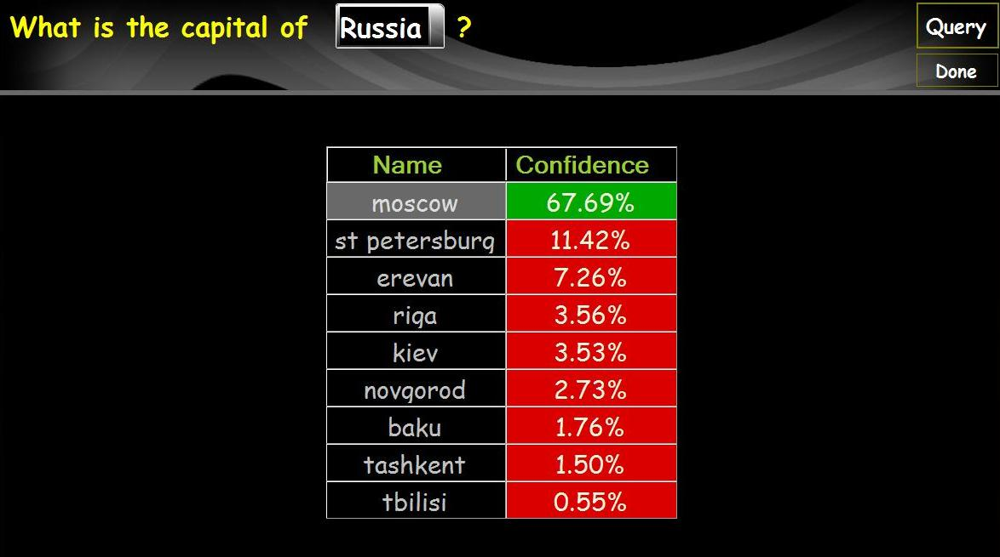 What is the capital of Russia ?
Query
Done
Name Confidence
moscow 67.69%
st petersburg 11.42%
erevan 7.26%
riga 3.56%
kiev 3.53%
novgorod 2.73%
baku 1.76%
tashkent 1.50%
tbilisi 0.55%